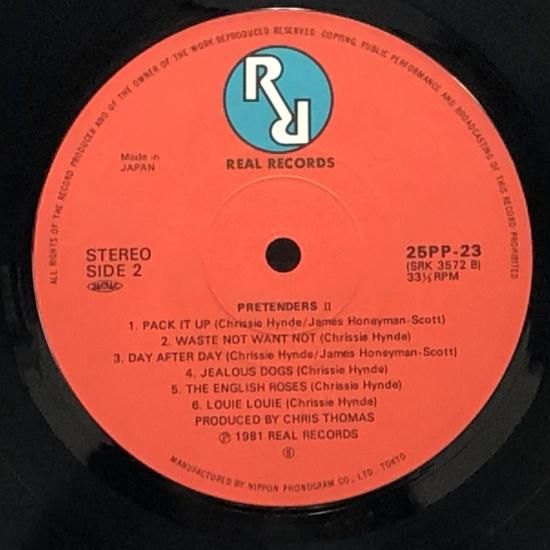 ALL RIGHTS OF THE RECORD PRODUCER AND OF THE OWNER OF THE WORK REPRODUCED RESERVED. COPYING, PUBLIC PERFORMANCE AND BROADCASTING OF THIS RECORD PROHIBITED
RR
REAL RECORDS
Made in
JAPAN
STEREO
SIDE 2
25PP-23
(SRK 3572 B)
33⅓RPM
PRETENDERS II
1. PACK IT UP (Chrissie Hynde/James Honeyman-Scott)
2. WASTE NOT WANT NOT (Chrissie Hynde)
3. DAY AFTER DAY (Chrissie Hynde/James Honeyman-Scott)
4. JEALOUS DOGS (Chrissie Hynde)
5. THE ENGLISH ROSES (Chrissie Hynde)
6. LOUIE LOUIE (Chrissie Hynde)
PRODUCED BY CHRIS THOMAS
℗ 1981 REAL RECORDS
MANUFACTURED BY NIPPON PHONOGRAM CO., LTD., TOKYO